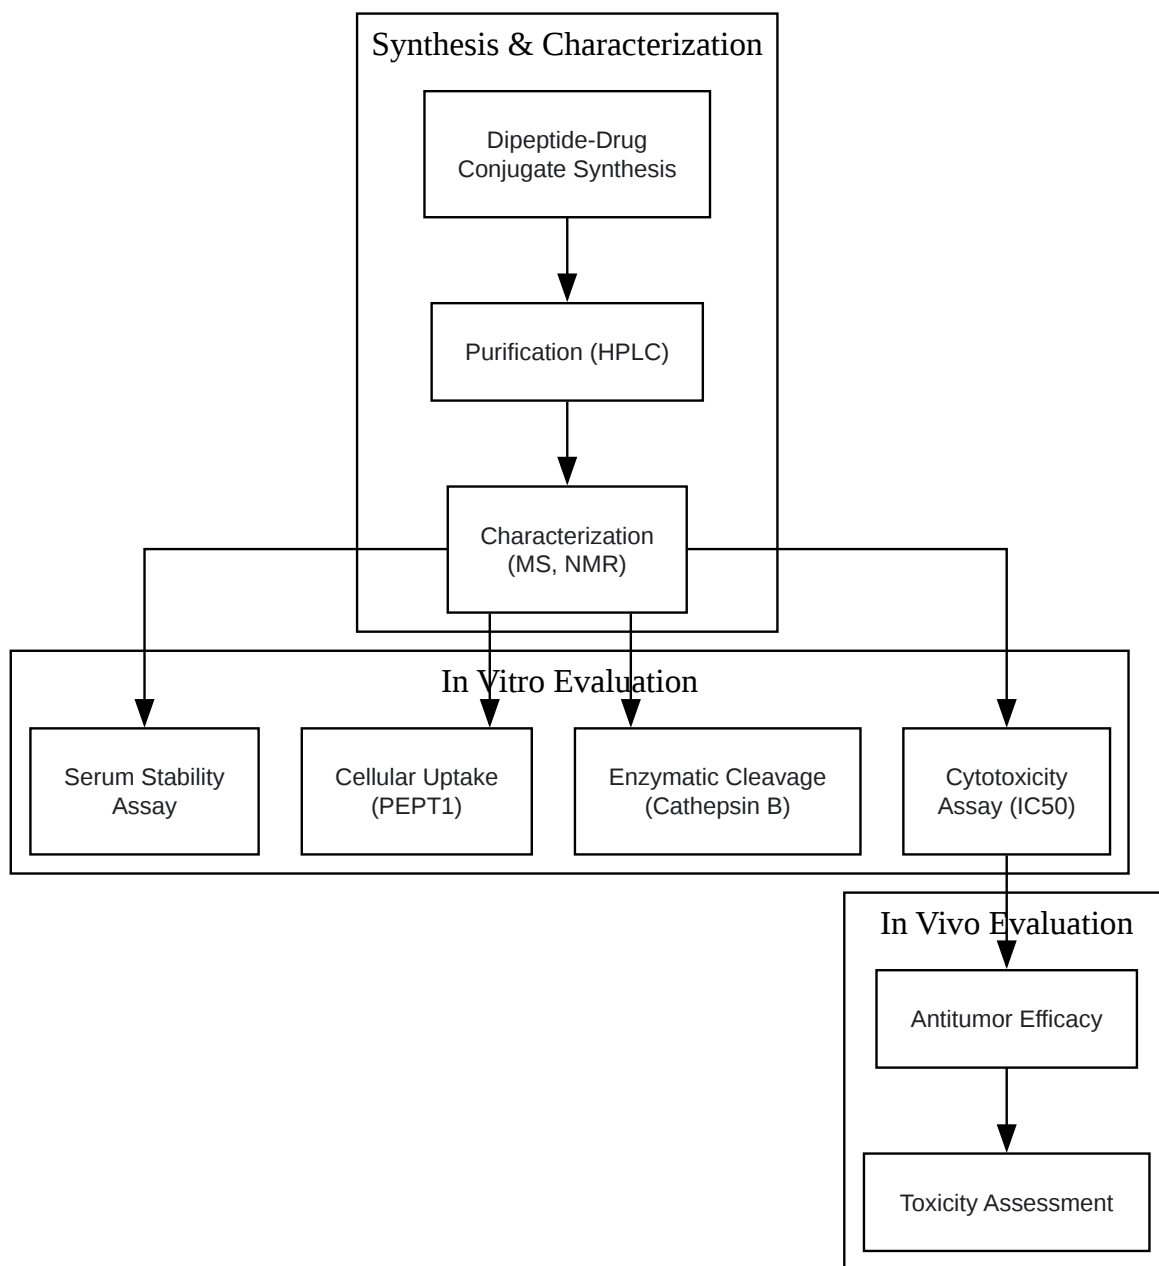 Synthesis & Characterization
Dipeptide-Drug
Conjugate Synthesis
Purification (HPLC)
Characterization
(MS, NMR)
In Vitro Evaluation
Serum Stability
Assay
Cellular Uptake
(PEPT1)
Enzymatic Cleavage
(Cathepsin B)
Cytotoxicity
Assay (IC50)
In Vivo Evaluation
Antitumor Efficacy
Toxicity Assessment